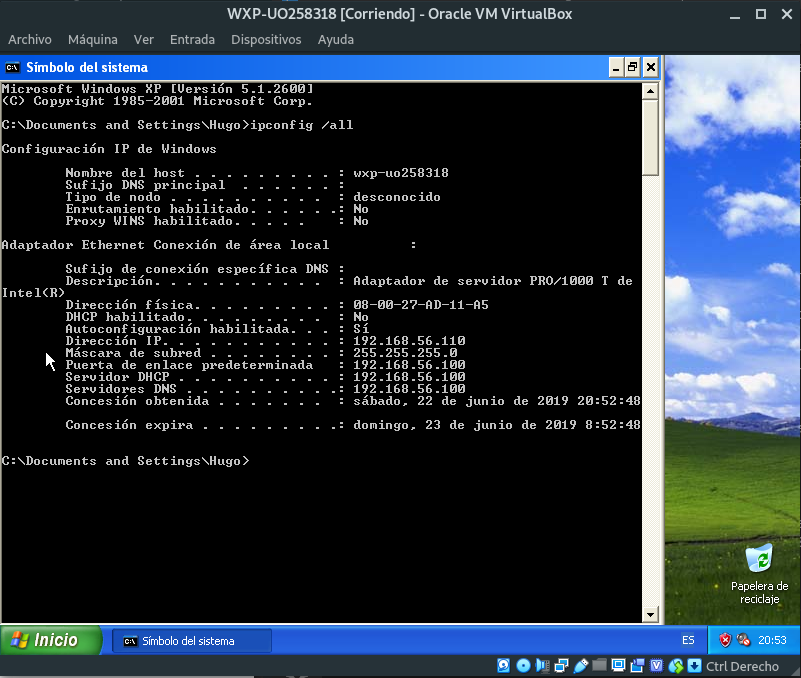 WXP-UO258318 [Corriendo] - Oracle VM VirtualBox
Archivo Máquina Ver Entrada Dispositivos Ayuda
Símbolo del sistema
Microsoft Windows XP [Versión 5.1.2600]
(C) Copyright 1985-2001 Microsoft Corp.
C:\Documents and Settings\Hugo>ipconfig /all
Configuración IP de Windows
Nombre del host . . . . . . . . . : wxp-uo258318
Sufijo DNS principal . . . . . . :
Tipo de nodo . . . . . . . . . . : desconocido
Enrutamiento habilitado. . . . . .: No
Proxy WINS habilitado. . . . . : No
Adaptador Ethernet Conexión de área local :
Sufijo de conexión específica DNS :
Descripción. . . . . . . . . . . : Adaptador de servidor PRO/1000 T de
Intel(R)
Dirección física. . . . . . . . . : 08-00-27-AD-11-A5
DHCP habilitado. . . . . . . . . : No
Autoconfiguración habilitada. . . : Sí
Dirección IP. . . . . . . . . . . : 192.168.56.110
Máscara de subred . . . . . . . . : 255.255.255.0
Puerta de enlace predeterminada : 192.168.56.100
Servidor DHCP . . . . . . . . . . : 192.168.56.100
Servidores DNS . . . . . . . . . .: 192.168.56.100
Concesión obtenida . . . . . . . : sábado, 22 de junio de 2019 20:52:48
Concesión expira . . . . . . . . .: domingo, 23 de junio de 2019 8:52:48
C:\Documents and Settings\Hugo>
Papelera de
reciclaje
Inicio
Símbolo del sistema
ES
20:53
Ctrl Derecho